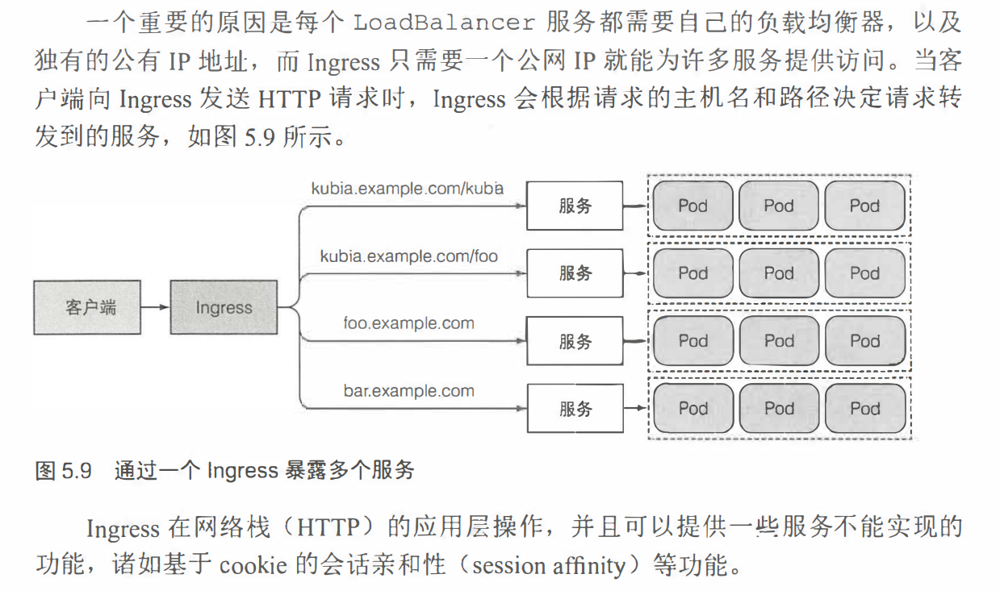 一个重要的原因是每个 LoadBalancer 服务都需要自己的负载均衡器，以及
独有的公有 IP 地址，而 Ingress 只需要一个公网 IP 就能为许多服务提供访问。当客
户端向 Ingress 发送 HTTP 请求时，Ingress 会根据请求的主机名和路径决定请求转
发到的服务，如图 5.9 所示。
kubia.example.com/kubia
服务
Pod
Pod
Pod
kubia.example.com/foo
服务
Pod
Pod
Pod
客户端
Ingress
foo.example.com
服务
Pod
Pod
Pod
bar.example.com
服务
Pod
Pod
Pod
图 5.9 通过一个 Ingress 暴露多个服务
Ingress 在网络栈（HTTP）的应用层操作，并且可以提供一些服务不能实现的
功能，诸如基于 cookie 的会话亲和性（session affinity）等功能。